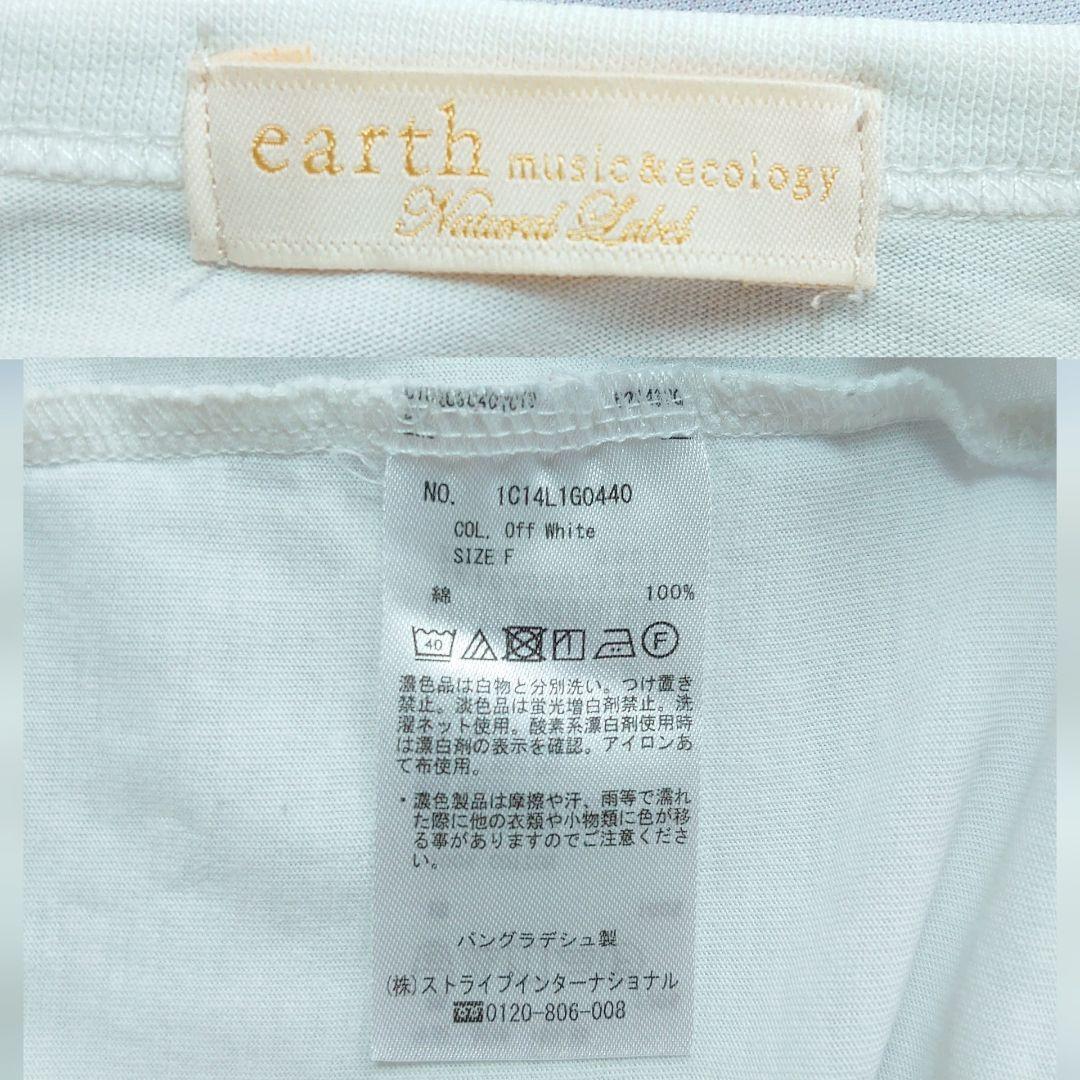 earth music&ecology
Natural Label
NO. 1C14L1G0440
COL. Off White
SIZE F
綿 100%
40 F
濃色品は白物と分別洗い。つけ置き
禁止。淡色品は蛍光増白剤禁止。洗
濯ネット使用。酸素系漂白剤使用時
は漂白剤の表示を確認。アイロンあ
て布使用。
・濃色製品は摩擦や汗、雨等で濡れ
た際に他の衣類や小物類に色が移
る事がありますのでご注意くださ
い。
バングラデシュ製
(株)ストライプインターナショナル
0120-806-008